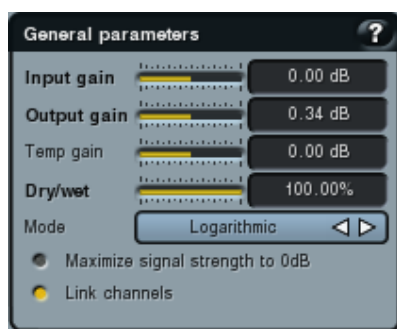 General parameters ?
Input gain 0.00 dB
Output gain 0.34 dB
Temp gain 0.00 dB
Dry/wet 100.00%
Mode Logarithmic
Maximize signal strength to 0dB
Link channels